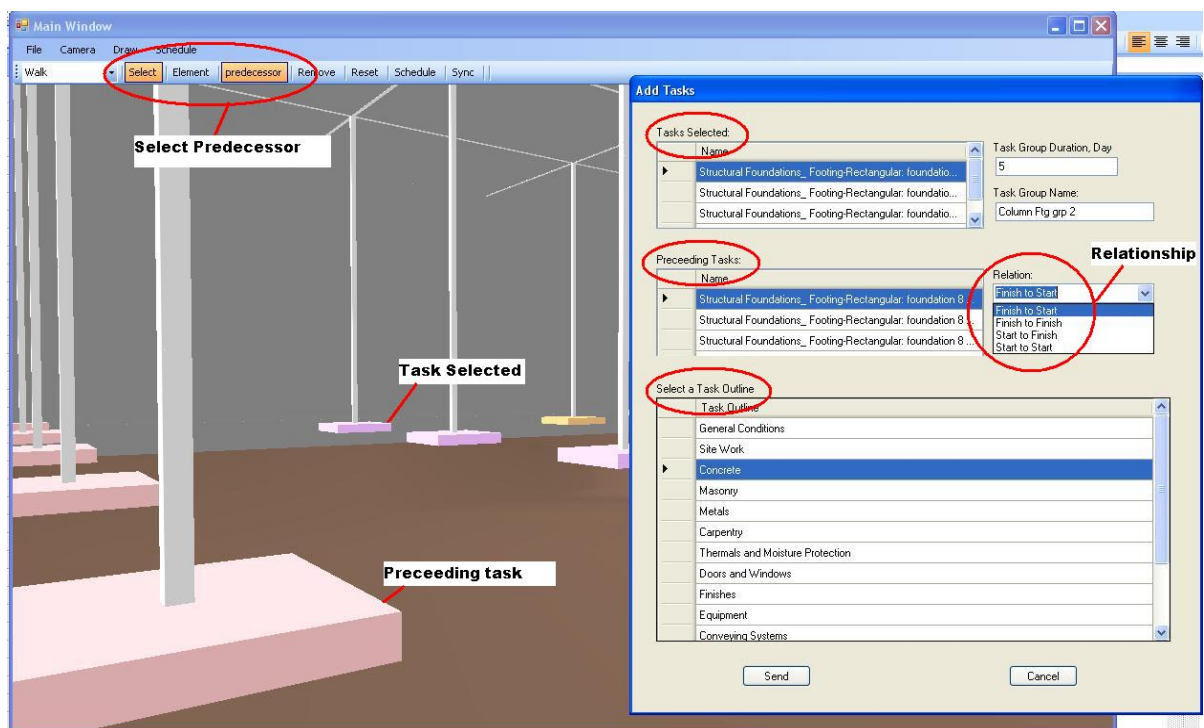 Main Window
File Camera Draw Schedule
Walk Select Element predecessor Remove Reset Schedule Sync
Select Predecessor
Task Selected
Preceeding task
Add Tasks
Tasks Selected:
Name
Structural Foundations_ Footing-Rectangular: foundatio...
Structural Foundations_ Footing-Rectangular: foundatio...
Structural Foundations_ Footing-Rectangular: foundatio...
Task Group Duration, Day
5
Task Group Name:
Column Ftg grp 2
Preceeding Tasks:
Name
Structural Foundations_ Footing-Rectangular: foundation 8 ...
Structural Foundations_ Footing-Rectangular: foundation 8 ...
Structural Foundations_ Footing-Rectangular: foundation 8 ...
Relationship
Relation:
Finish to Start
Finish to Start
Finish to Finish
Start to Finish
Start to Start
Select a Task Outline
Task Outline
General Conditions
Site Work
Concrete
Masonry
Metals
Carpentry
Thermals and Moisture Protection
Doors and Windows
Finishes
Equipment
Conveying Systems
Send Cancel